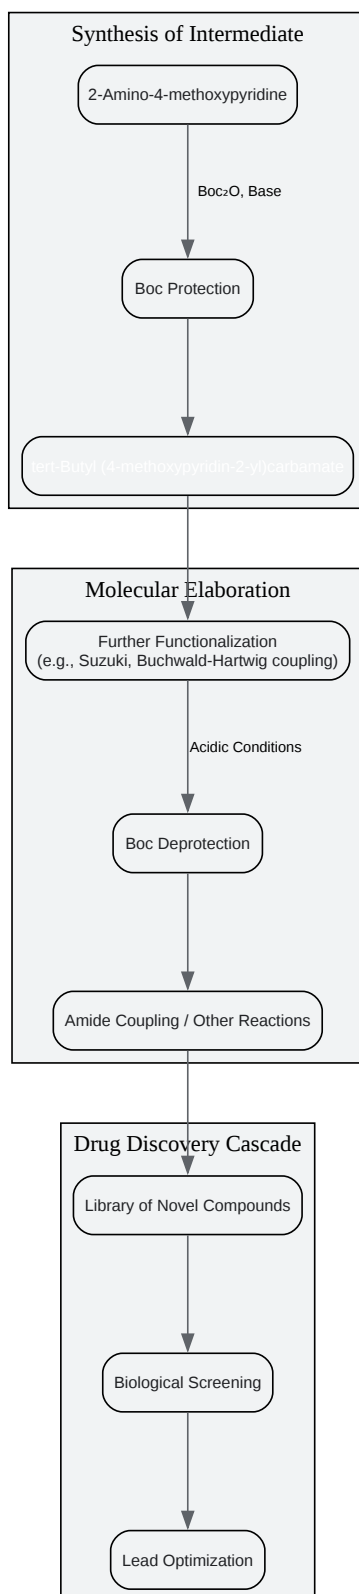 Synthesis of Intermediate
2-Amino-4-methoxypyridine
Boc₂O, Base
Boc Protection
tert-Butyl (4-methoxypyridin-2-yl)carbamate
Molecular Elaboration
Further Functionalization
(e.g., Suzuki, Buchwald-Hartwig coupling)
Acidic Conditions
Boc Deprotection
Amide Coupling / Other Reactions
Drug Discovery Cascade
Library of Novel Compounds
Biological Screening
Lead Optimization